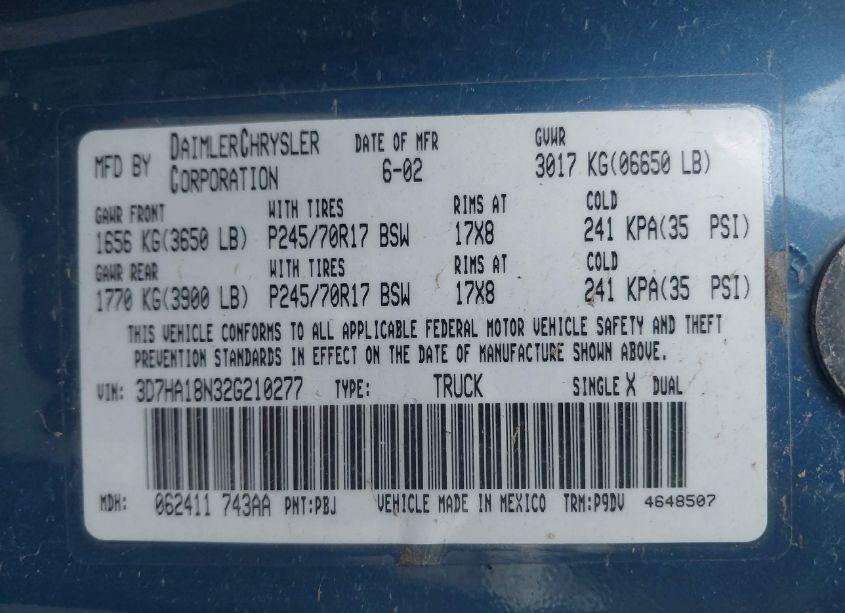 MFD BY DAIMLERCHRYSLER CORPORATION DATE OF MFR 6-02 GVWR 3017 KG(06650 LB)
GAWR FRONT WITH TIRES RIMS AT COLD
1656 KG(3650 LB) P245/70R17 BSW 17X8 241 KPA(35 PSI)
GAWR REAR WITH TIRES RIMS AT COLD
1770 KG(3900 LB) P245/70R17 BSW 17X8 241 KPA(35 PSI)
THIS VEHICLE CONFORMS TO ALL APPLICABLE FEDERAL MOTOR VEHICLE SAFETY AND THEFT
PREVENTION STANDARDS IN EFFECT ON THE DATE OF MANUFACTURE SHOWN ABOVE.
VIN: 3D7HA18N32G210277 TYPE: TRUCK SINGLE X DUAL
MDH: 062411 743AA PNT:PBJ VEHICLE MADE IN MEXICO TRM:P9DV 4648507